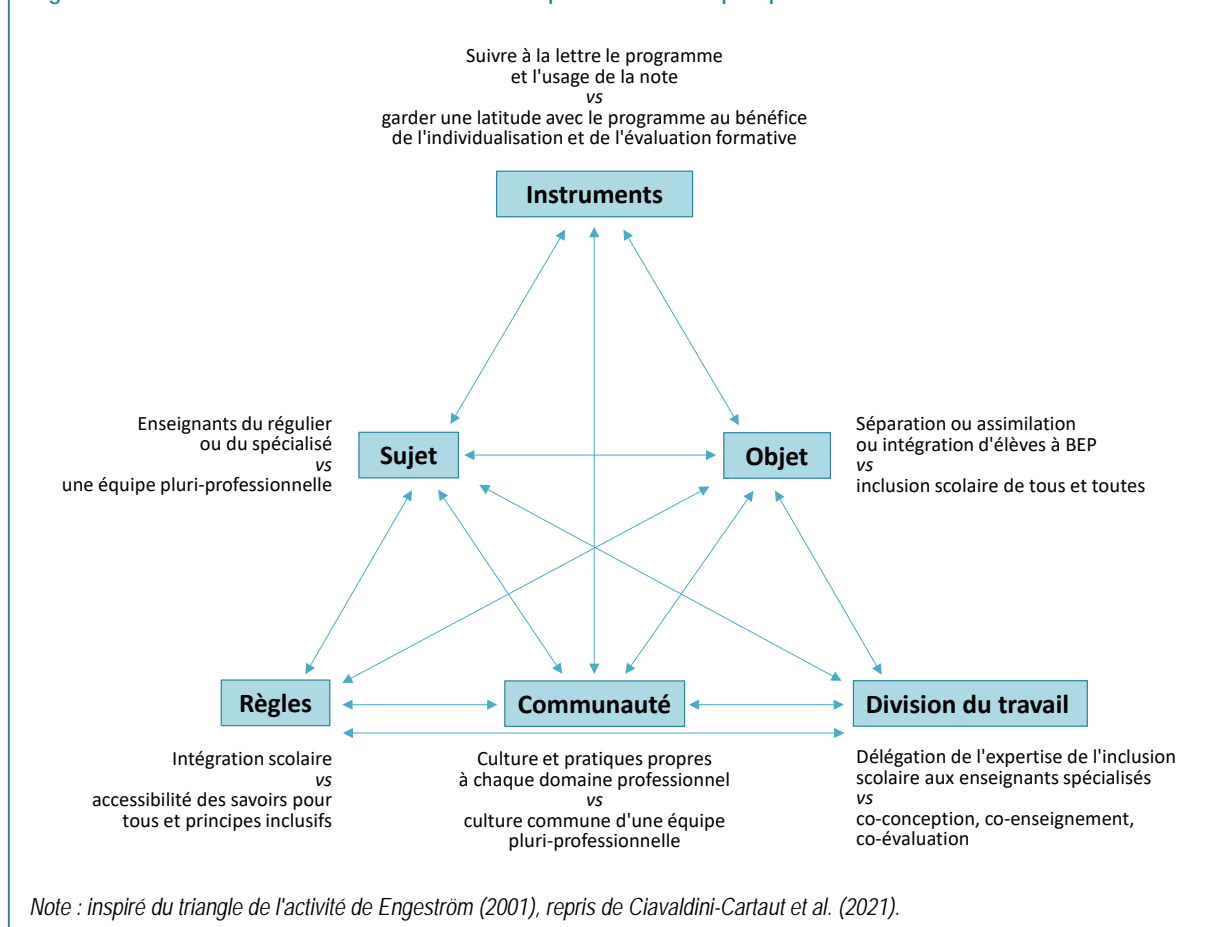 Suivre à la lettre le programme
et l'usage de la note
vs
garder une latitude avec le programme au bénéfice
de l'individualisation et de l'évaluation formative
Instruments
Enseignants du régulier
ou du spécialisé
vs
une équipe pluri-professionnelle
Sujet
Objet
Séparation ou assimilation
ou intégration d'élèves à BEP
vs
inclusion scolaire de tous et toutes
Règles
Communauté
Division du travail
Intégration scolaire
vs
accessibilité des savoirs pour
tous et principes inclusifs
Culture et pratiques propres
à chaque domaine professionnel
vs
culture commune d'une équipe
pluri-professionnelle
Délégation de l'expertise de l'inclusion
scolaire aux enseignants spécialisés
vs
co-conception, co-enseignement,
co-évaluation
Note : inspiré du triangle de l'activité de Engeström (2001), repris de Ciavaldini-Cartaut et al. (2021).